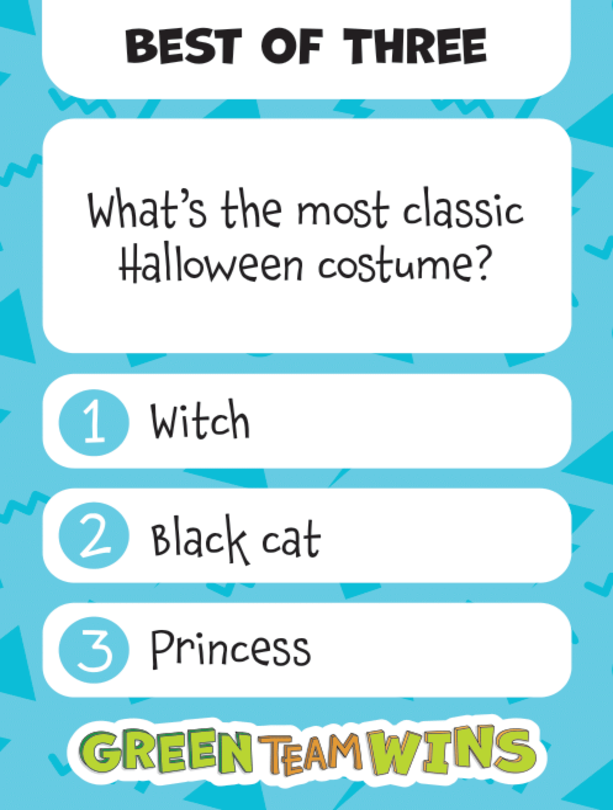 BEST OF THREE
What's the most classic
Halloween costume?
1 Witch
2 Black cat
3 Princess
GREEN TEAM WINS